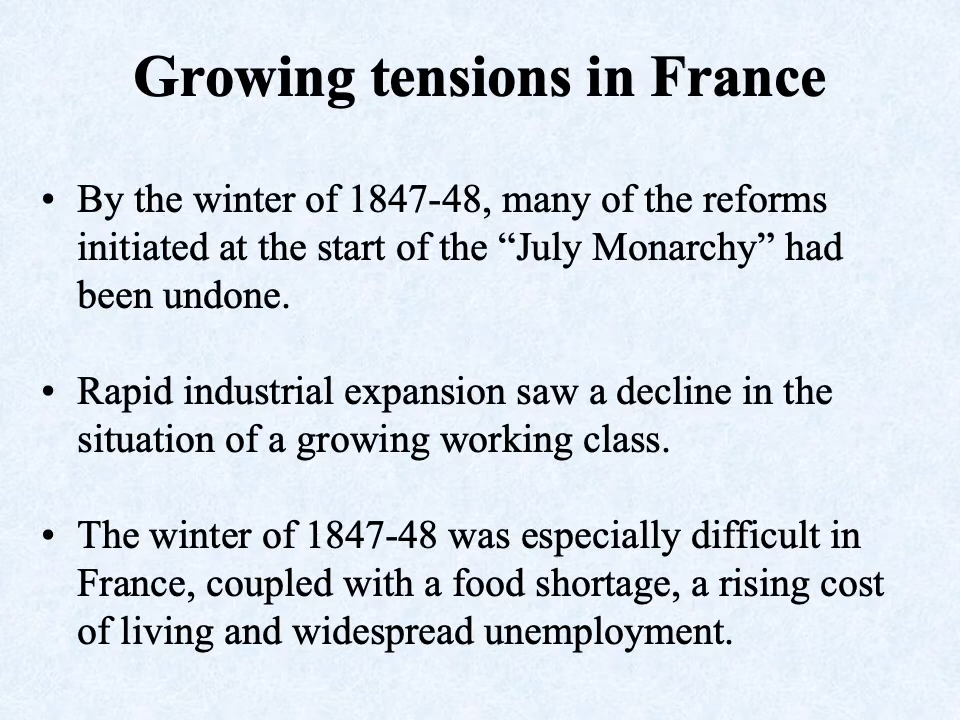 Growing tensions in France
• By the winter of 1847-48, many of the reforms
initiated at the start of the “July Monarchy” had
been undone.
• Rapid industrial expansion saw a decline in the
situation of a growing working class.
• The winter of 1847-48 was especially difficult in
France, coupled with a food shortage, a rising cost
of living and widespread unemployment.